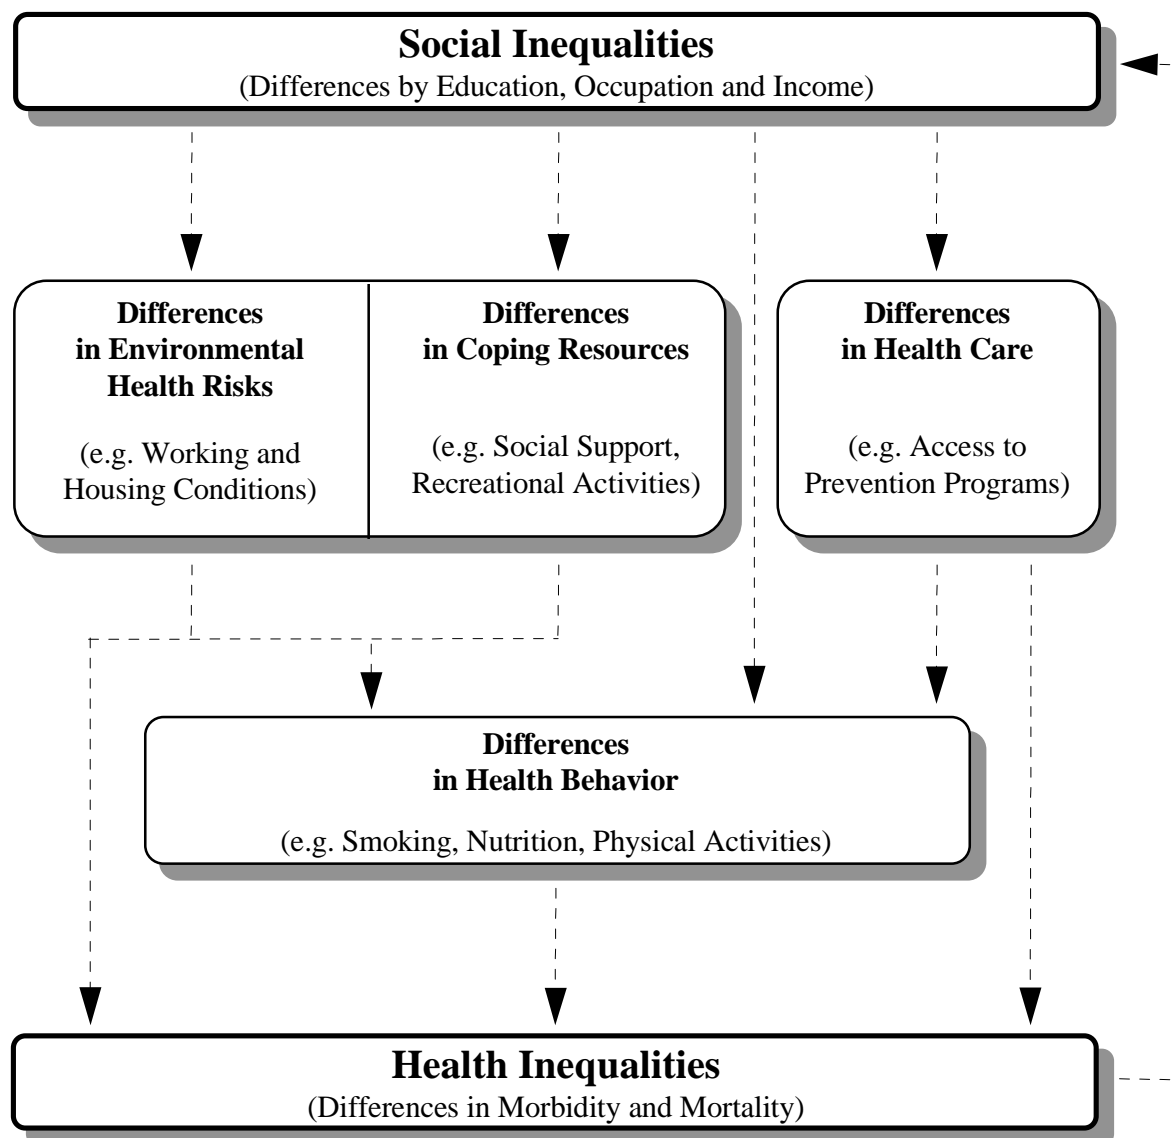 Social Inequalities
(Differences by Education, Occupation and Income)
Differences
in Environmental
Health Risks
(e.g. Working and
Housing Conditions)
Differences
in Coping Resources
(e.g. Social Support,
Recreational Activities)
Differences
in Health Care
(e.g. Access to
Prevention Programs)
Differences
in Health Behavior
(e.g. Smoking, Nutrition, Physical Activities)
Health Inequalities
(Differences in Morbidity and Mortality)